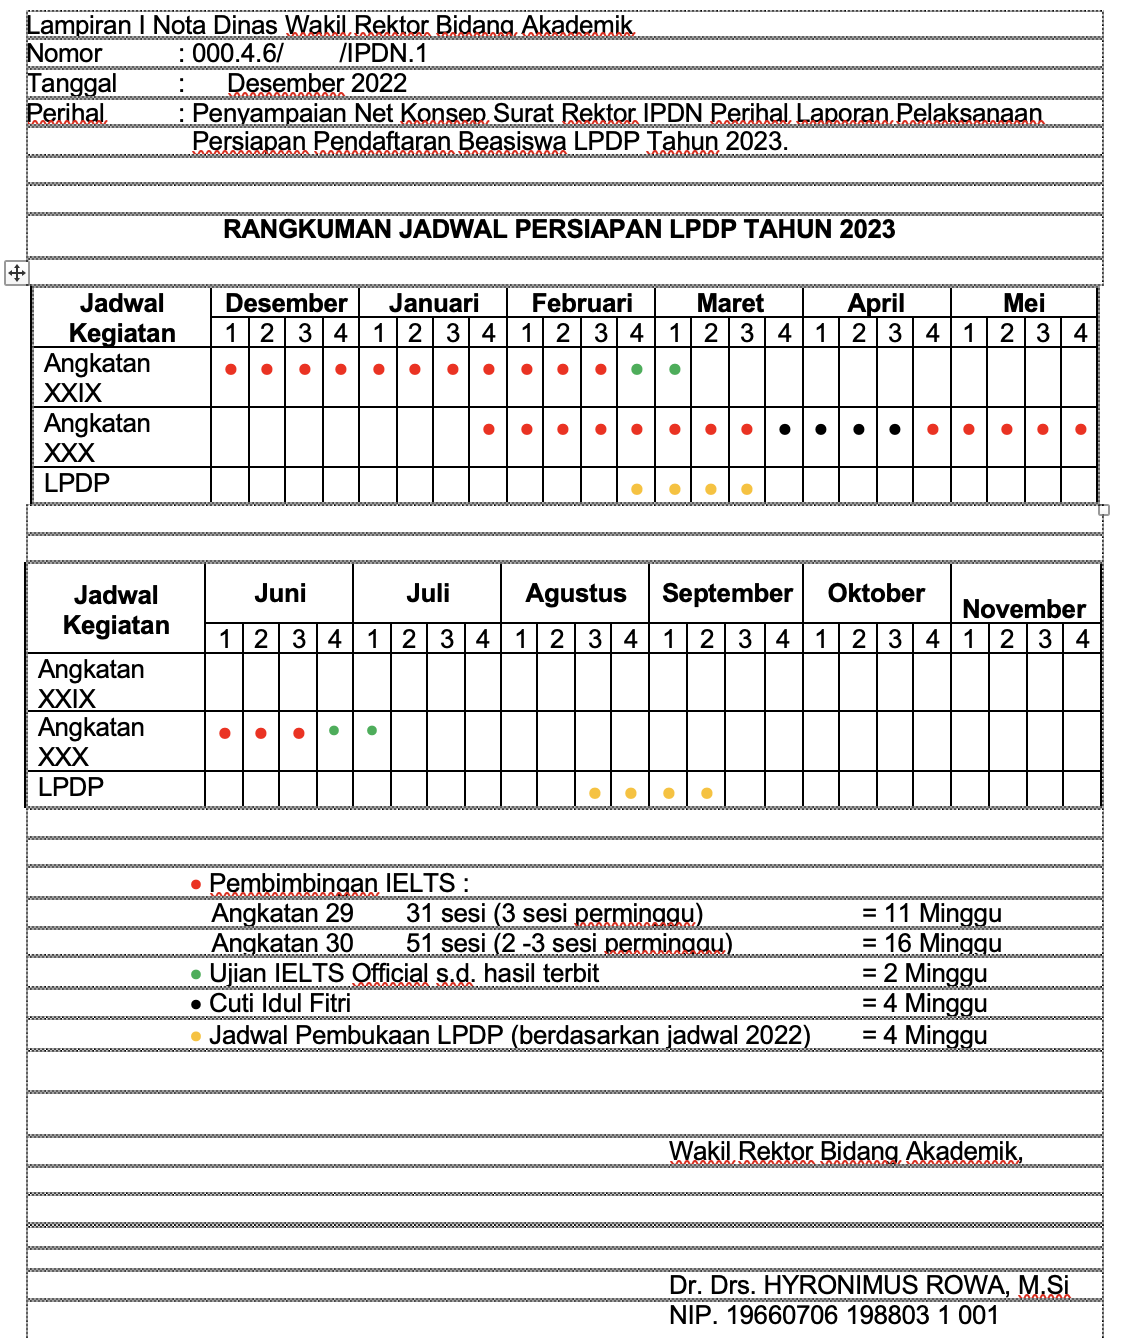 Lampiran I Nota Dinas Wakil Rektor Bidang Akademik
Nomor : 000.4.6/ /IPDN.1
Tanggal : Desember 2022
Perihal : Penyampaian Net Konsep Surat Rektor IPDN Perihal Laporan Pelaksanaan
Persiapan Pendaftaran Beasiswa LPDP Tahun 2023.
RANGKUMAN JADWAL PERSIAPAN LPDP TAHUN 2023
Jadwal Desember Januari Februari Maret April Mei
Kegiatan 1 2 3 4 1 2 3 4 1 2 3 4 1 2 3 4 1 2 3 4 1 2 3 4
Angkatan
XXIX
Angkatan
XXX
LPDP
Jadwal Juni Juli Agustus September Oktober November
Kegiatan 1 2 3 4 1 2 3 4 1 2 3 4 1 2 3 4 1 2 3 4 1 2 3 4
Angkatan
XXIX
Angkatan
XXX
LPDP
• Pembimbingan IELTS :
Angkatan 29 31 sesi (3 sesi perminggu) = 11 Minggu
Angkatan 30 51 sesi (2 -3 sesi perminggu) = 16 Minggu
• Ujian IELTS Official s.d. hasil terbit = 2 Minggu
• Cuti Idul Fitri = 4 Minggu
• Jadwal Pembukaan LPDP (berdasarkan jadwal 2022) = 4 Minggu
Wakil Rektor Bidang Akademik,
Dr. Drs. HYRONIMUS ROWA, M.Si
NIP. 19660706 198803 1 001